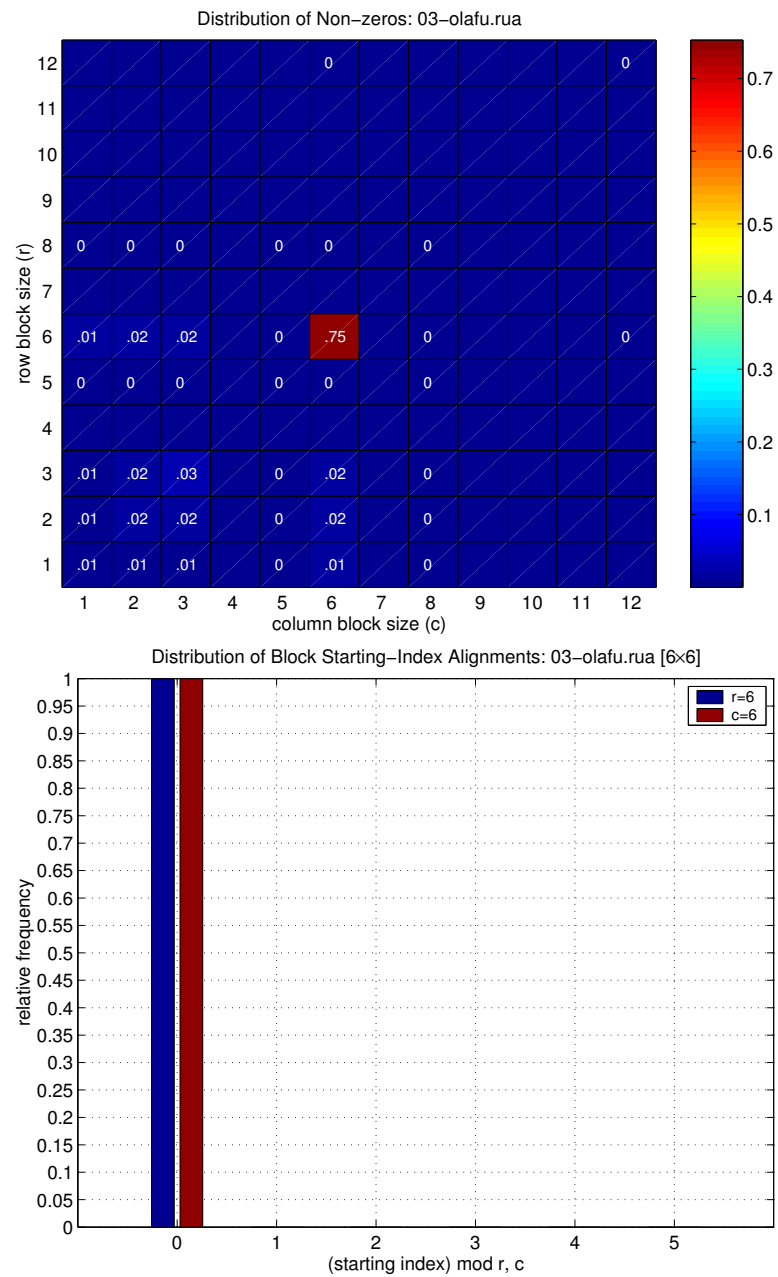 Distribution of Non−zeros: 03−olafu.rua
12 0 0
11
10
9
8 0 0 0 0 0 0
7
6 .01 .02 .02 0 .75 0 0
5 0 0 0 0 0 0
4
3 .01 .02 .03 0 .02 0
2 .01 .02 .02 0 .02 0
1 .01 .01 .01 0 .01 0
1 2 3 4 5 6 7 8 9 10 11 12
column block size (c)
row block size (r)
0.7
0.6
0.5
0.4
0.3
0.2
0.1
Distribution of Block Starting−Index Alignments: 03−olafu.rua [6×6]
r=6
c=6
1
0.95
0.9
0.85
0.8
0.75
0.7
0.65
0.6
0.55
0.5
0.45
0.4
0.35
0.3
0.25
0.2
0.15
0.1
0.05
0
relative frequency
0 1 2 3 4 5
(starting index) mod r, c